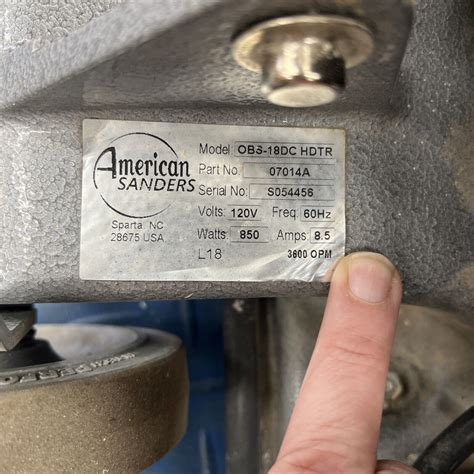 American
SANDERS
Sparta NC
28675 USA
Model OBS-18DC HDTR
Part No. 07014A
Serial No. S054456
Volts: 120V Freq: 60Hz
Watts: 850 Amps: 8.5
L18 3600 OPM